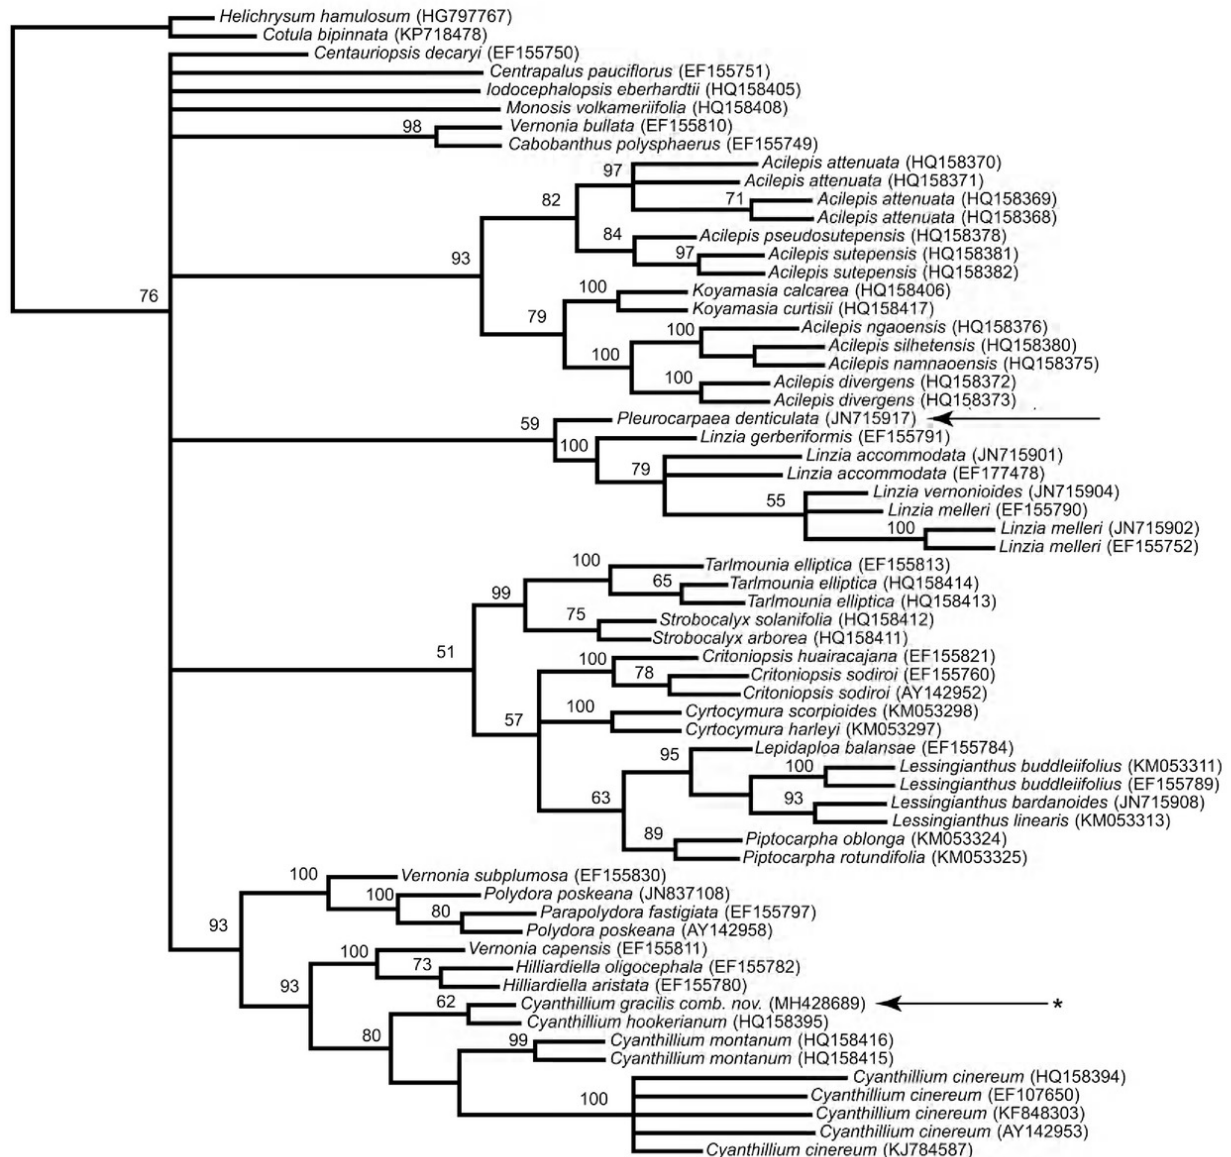 Helichrysum hamulosum (HG797767)
Cotula bipinnata (KP718478)
Centauriopsis decaryi (EF155750)
Centrapalus pauciflorus (EF155751)
Iodocephalopsis eberhardtii (HQ158405)
Monosis volkameriifolia (HQ158408)
98 Vernonia bullata (EF155810)
Cabobanthus polysphaerus (EF155749)
Acilepis attenuata (HQ158370)
97
Acilepis attenuata (HQ158371)
82 71 Acilepis attenuata (HQ158369)
Acilepis attenuata (HQ158368)
84 Acilepis pseudosutepensis (HQ158378)
93 97 Acilepis sutepensis (HQ158381)
Acilepis sutepensis (HQ158382)
76 100 Koyamasia calcarea (HQ158406)
Koyamasia curtisii (HQ158417)
79 100 Acilepis ngaoensis (HQ158376)
Acilepis silhetensis (HQ158380)
100 Acilepis namnaoensis (HQ158375)
100 Acilepis divergens (HQ158372)
Acilepis divergens (HQ158373)
59 Pleurocarpaea denticulata (JN715917)
100 Linzia gerberiformis (EF155791)
Linzia accommodata (JN715901)
79 Linzia accommodata (EF177478)
55 Linzia vernonioides (JN715904)
Linzia melleri (EF155790)
100 Linzia melleri (JN715902)
Linzia melleri (EF155752)
100 Tarlmounia elliptica (EF155813)
99 65 Tarlmounia elliptica (HQ158414)
Tarlmounia elliptica (HQ158413)
75 Strobocalyx solanifolia (HQ158412)
Strobocalyx arborea (HQ158411)
51 100 Critoniopsis huairacajana (EF155821)
78 Critoniopsis sodiroi (EF155760)
Critoniopsis sodiroi (AY142952)
57 100 Cyrtocymura scorpioides (KM053298)
Cyrtocymura harleyi (KM053297)
95 Lepidaploa balansae (EF155784)
100 Lessingianthus buddleiifolius (KM053311)
Lessingianthus buddleiifolius (EF155789)
63 93 Lessingianthus bardanoides (JN715908)
Lessingianthus linearis (KM053313)
89 Piptocarpha oblonga (KM053324)
Piptocarpha rotundifolia (KM053325)
100 Vernonia subplumosa (EF155830)
100 Polydora poskeana (JN837108)
93 80 Parapolydora fastigiata (EF155797)
Polydora poskeana (AY142958)
100 Vernonia capensis (EF155811)
73 Hilliardiella oligocephala (EF155782)
93 Hilliardiella aristata (EF155780)
62 Cyanthillium gracilis comb. nov. (MH428689) *
Cyanthillium hookerianum (HQ158395)
80 99 Cyanthillium montanum (HQ158416)
Cyanthillium montanum (HQ158415)
Cyanthillium cinereum (HQ158394)
100 Cyanthillium cinereum (EF107650)
Cyanthillium cinereum (KF848303)
Cyanthillium cinereum (AY142953)
Cyanthillium cinereum (KJ784587)